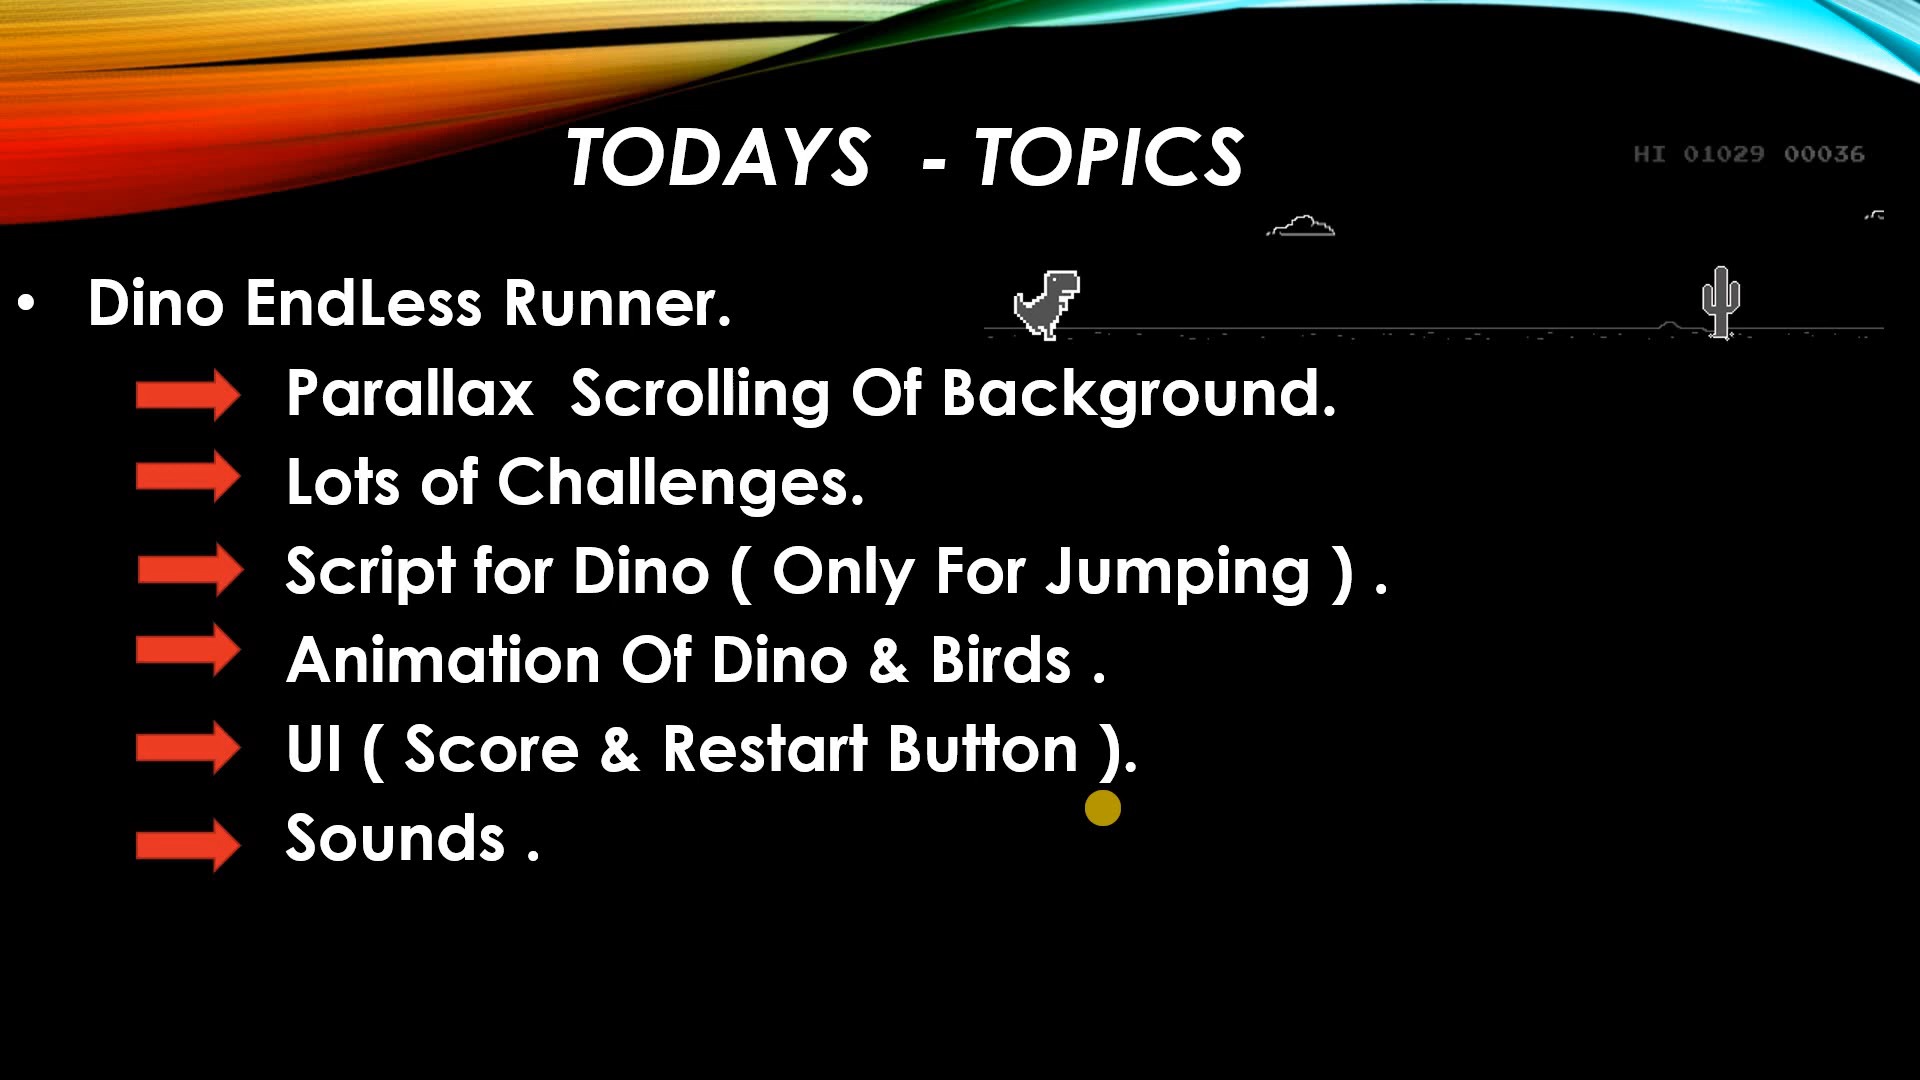 TODAYS - TOPICS
HI 01029 00036
• Dino EndLess Runner.
Parallax Scrolling Of Background.
Lots of Challenges.
Script for Dino ( Only For Jumping ) .
Animation Of Dino & Birds .
UI ( Score & Restart Button ).
Sounds .